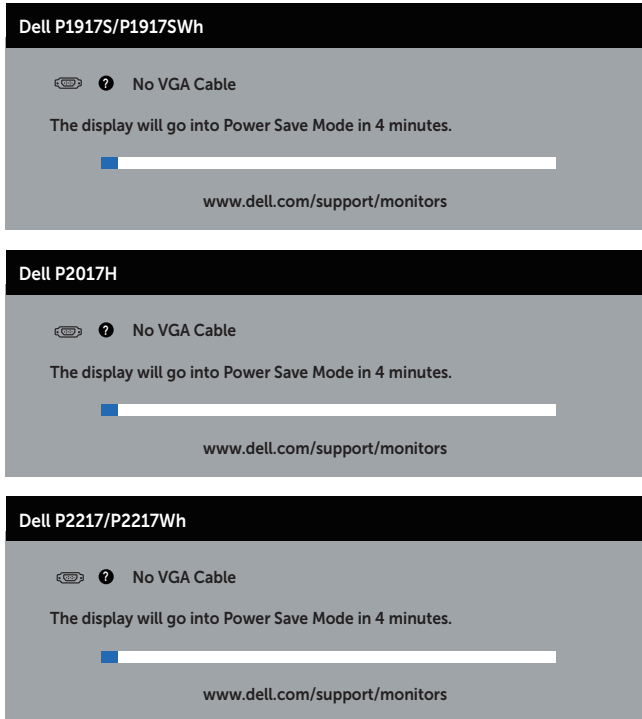 Dell P1917S/P1917SWh
? No VGA Cable
The display will go into Power Save Mode in 4 minutes.
www.dell.com/support/monitors
Dell P2017H
? No VGA Cable
The display will go into Power Save Mode in 4 minutes.
www.dell.com/support/monitors
Dell P2217/P2217Wh
? No VGA Cable
The display will go into Power Save Mode in 4 minutes.
www.dell.com/support/monitors